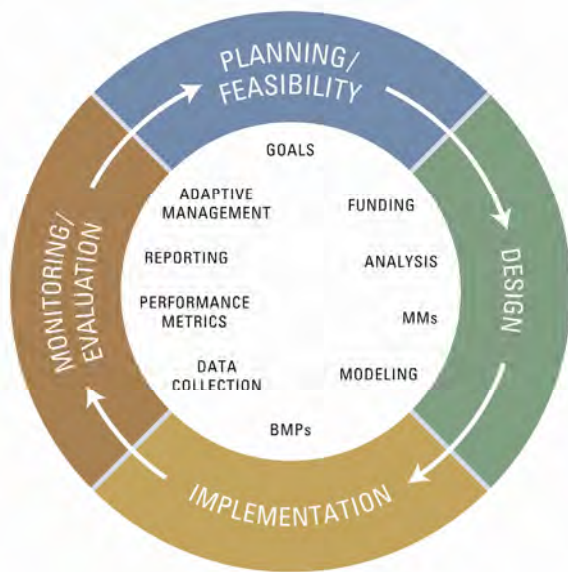 PLANNING/
FEASIBILITY
GOALS
ADAPTIVE
MANAGEMENT
FUNDING
REPORTING
ANALYSIS
PERFORMANCE
METRICS
MMs
DATA
COLLECTION
MODELING
BMPs
DESIGN
IMPLEMENTATION
MONITORING/
EVALUATION